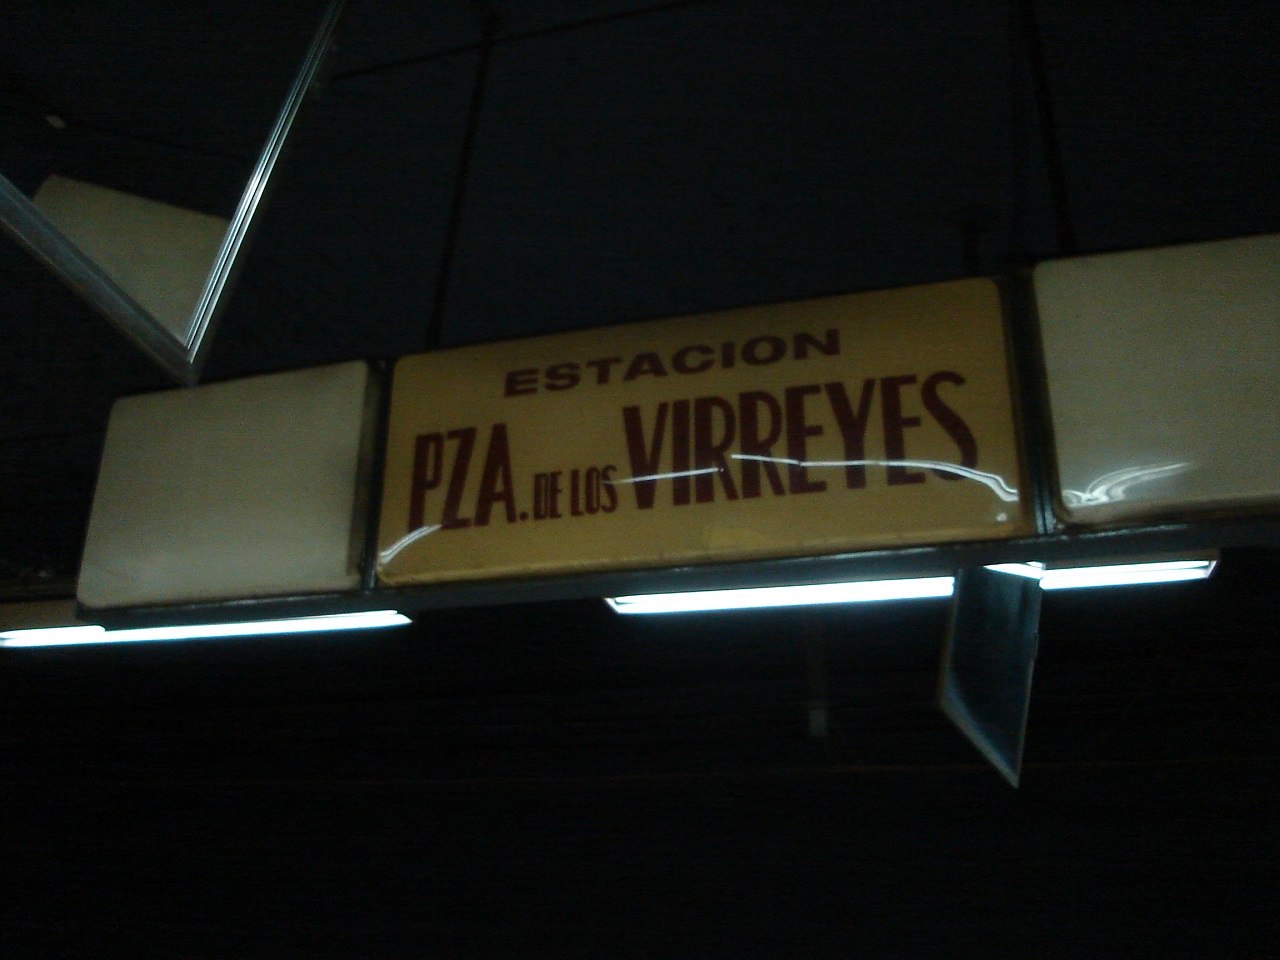 ESTACION
PZA. DE LOS VIRREYES